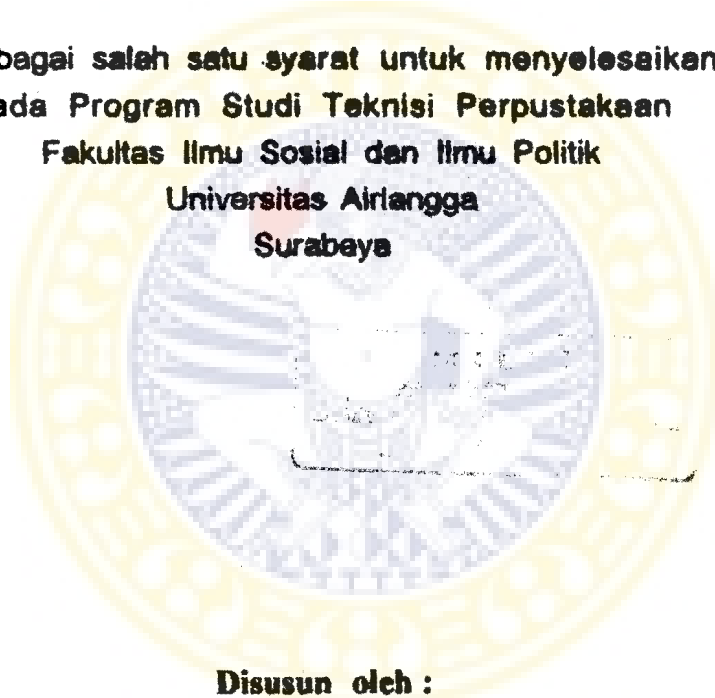 bagai salah satu syarat untuk menyelesaikan
ada Program Studi Teknisi Perpustakaan
Fakultas Ilmu Sosial dan Ilmu Politik
Universitas Airlangga
Surabaya
Disusun oleh :